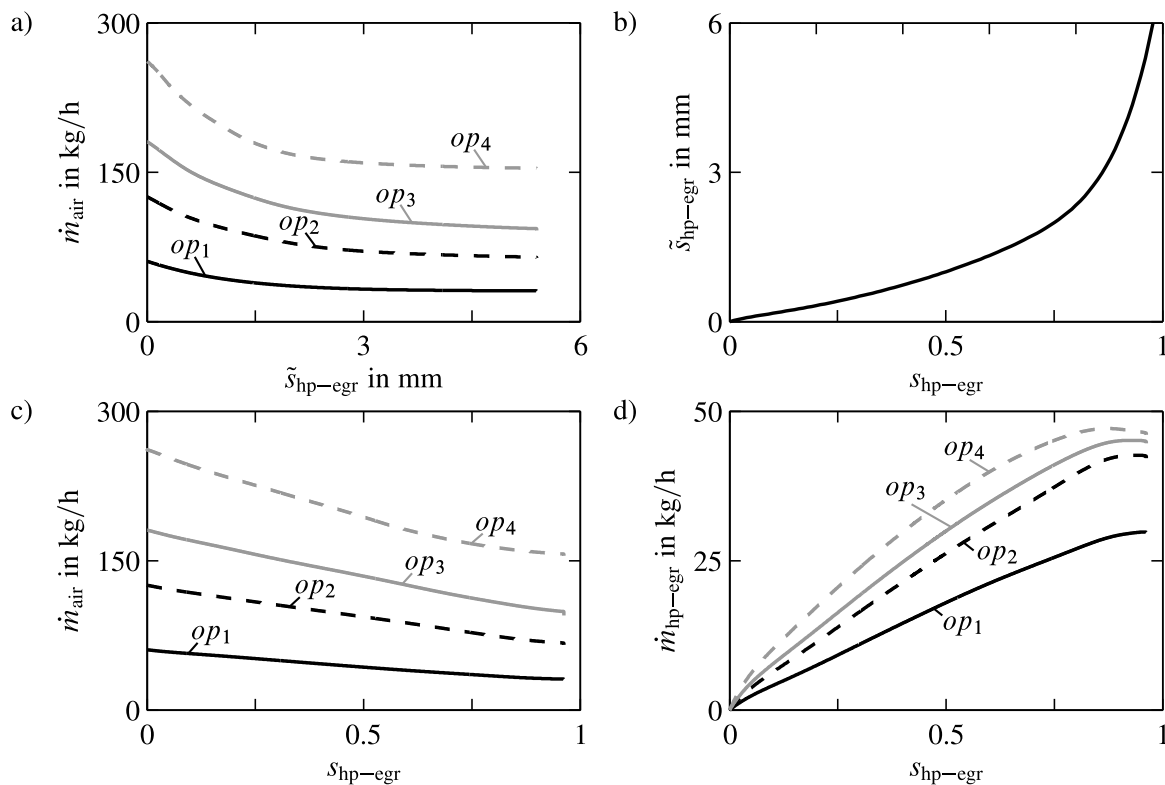 a)
300
150
0
ṁair in kg/h
op4
op3
op2
op1
0
3
6
s̃hp−egr in mm
b)
6
3
0
s̃hp−egr in mm
0
0.5
1
shp−egr
c)
300
150
0
ṁair in kg/h
op4
op3
op2
op1
0
0.5
1
shp−egr
d)
50
25
0
ṁhp−egr in kg/h
op4
op3
op2
op1
0
0.5
1
shp−egr